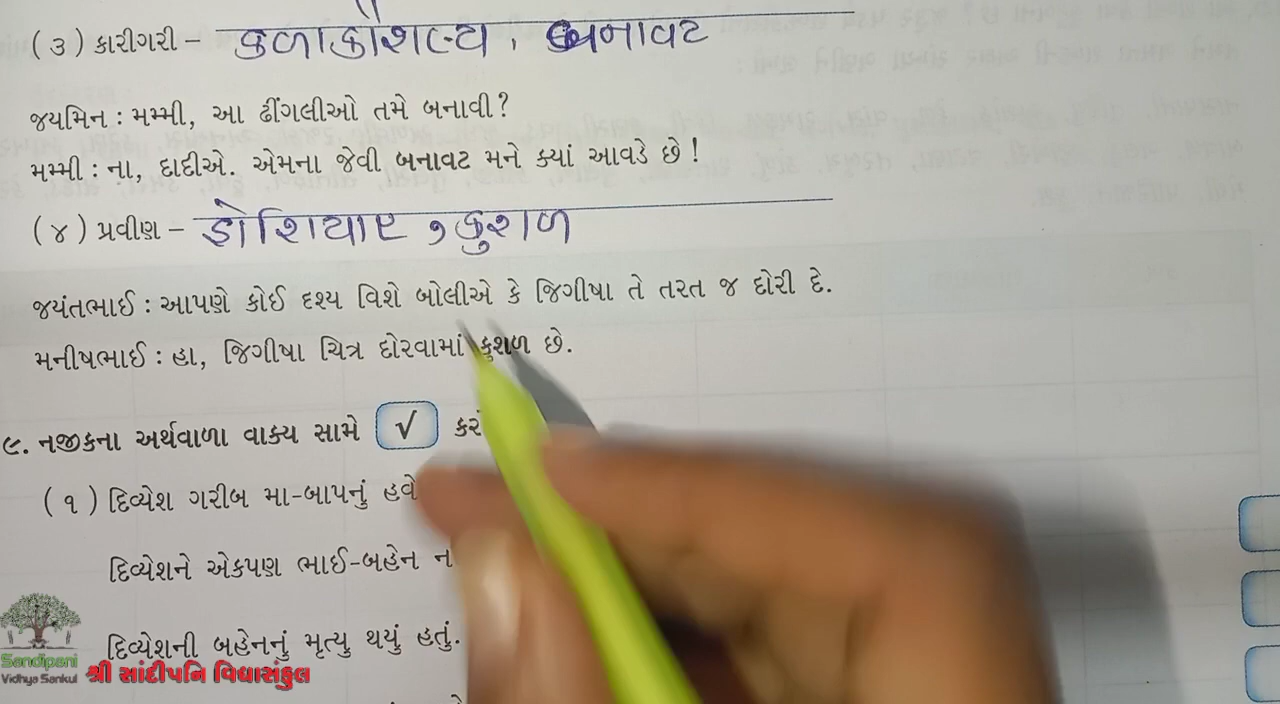 (૩) કારીગરી – કળાકૌશલ્ય, બનાવટ
જયમિન : મમ્મી, આ ઢીંગલીઓ તમે બનાવી?
મમ્મી : ના, દાદીએ. એમના જેવી બનાવટ મને ક્યાં આવડે છે!
(૪) પ્રવીણ – હોશિયાર, કુશળ
જયંતભાઈ : આપણે કોઈ દૃશ્ય વિશે બોલીએ કે જિગીષા તે તરત જ દોરી દે.
મનીષભાઈ : હા, જિગીષા ચિત્ર દોરવામાં કુશળ છે.
૯. નજીકના અર્થવાળા વાક્ય સામે √
(૧) દિવ્યેશ ગરીબ મા-બાપનું
દિવ્યેશને એકપણ ભાઈ-બહેન
દિવ્યેશની બહેનનું મૃત્યુ થયું હતું.
Sandipani
Vidhya Sankul
શ્રી સાંદીપનિ વિદ્યાસંકુલ